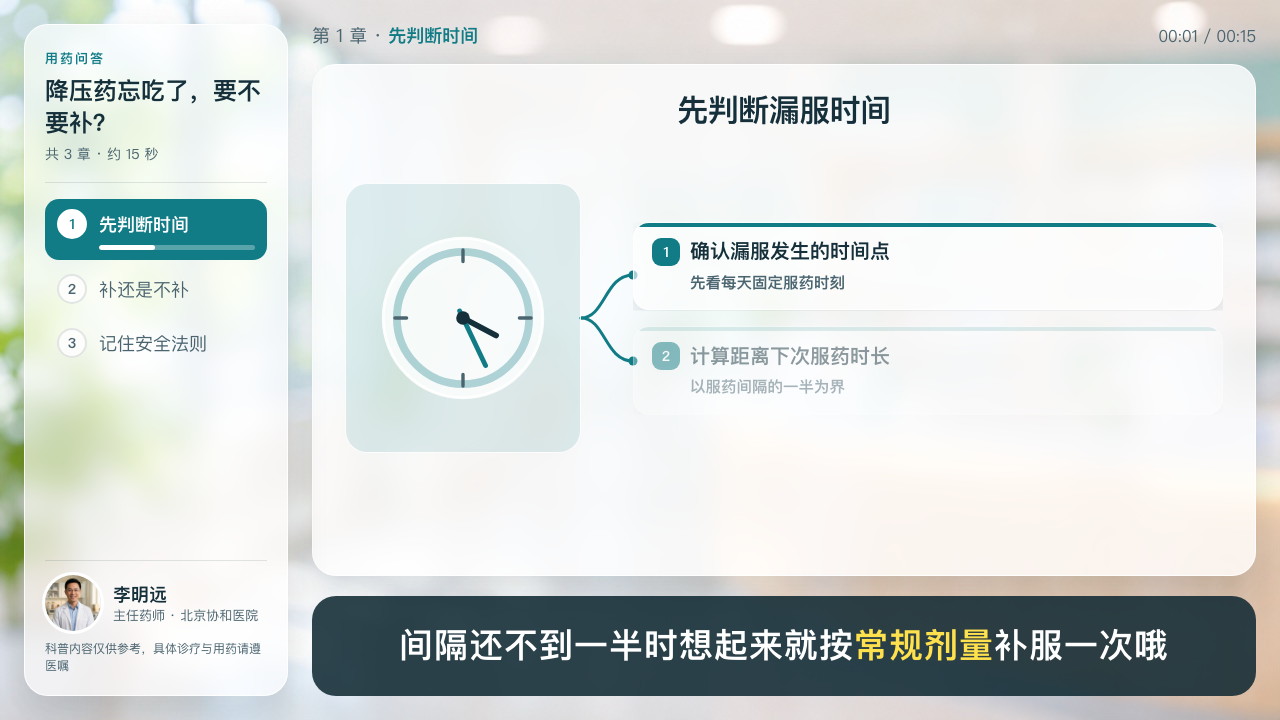 用药问答
降压药忘吃了，要不
要补？
共 3 章 · 约 15 秒
1 先判断时间
2 补还是不补
3 记住安全法则
李明远
主任药师 · 北京协和医院
科普内容仅供参考，具体诊疗与用药请遵
医嘱
第 1 章 · 先判断时间
00:01 / 00:15
先判断漏服时间
1 确认漏服发生的时间点
先看每天固定服药时刻
2 计算距离下次服药时长
以服药间隔的一半为界
间隔还不到一半时想起来就按常规剂量补服一次哦